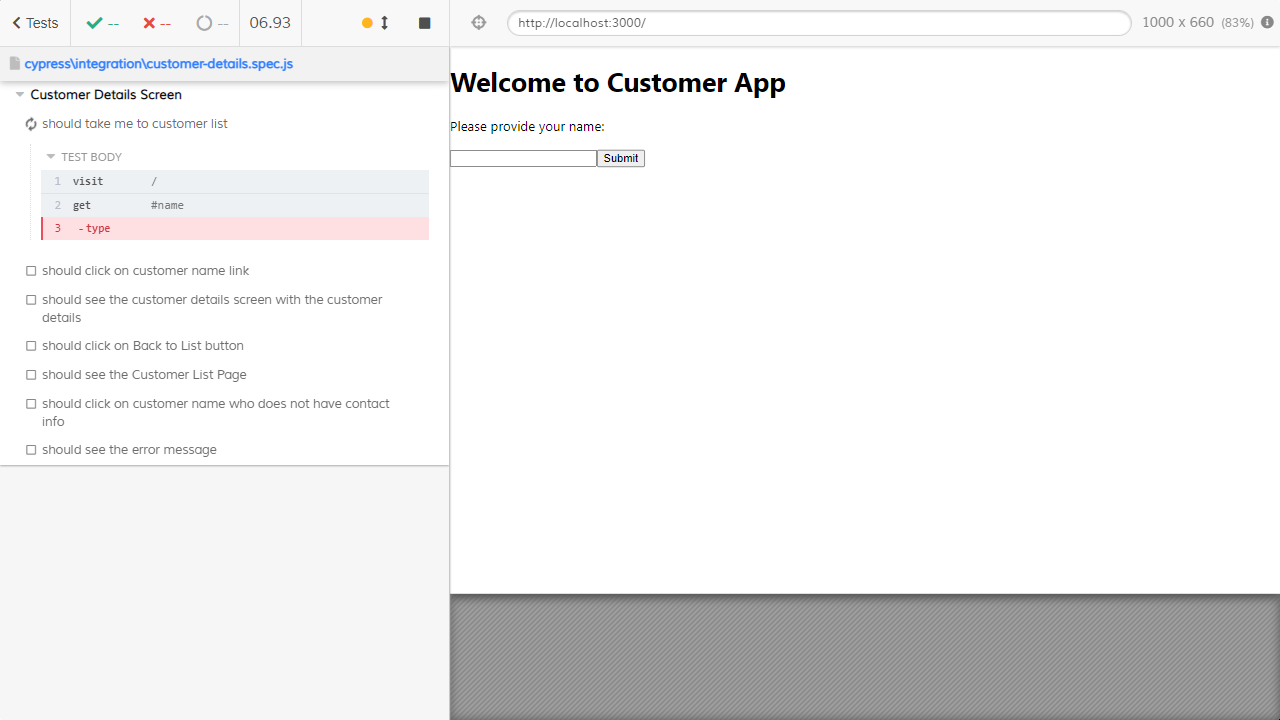 Tests
--
--
--
06.93
http://localhost:3000/
1000 x 660 (83%)
cypress\integration\customer-details.spec.js
Customer Details Screen
should take me to customer list
TEST BODY
1 visit /
2 get #name
3 -type
should click on customer name link
should see the customer details screen with the customer
details
should click on Back to List button
should see the Customer List Page
should click on customer name who does not have contact
info
should see the error message
Welcome to Customer App
Please provide your name:
Submit